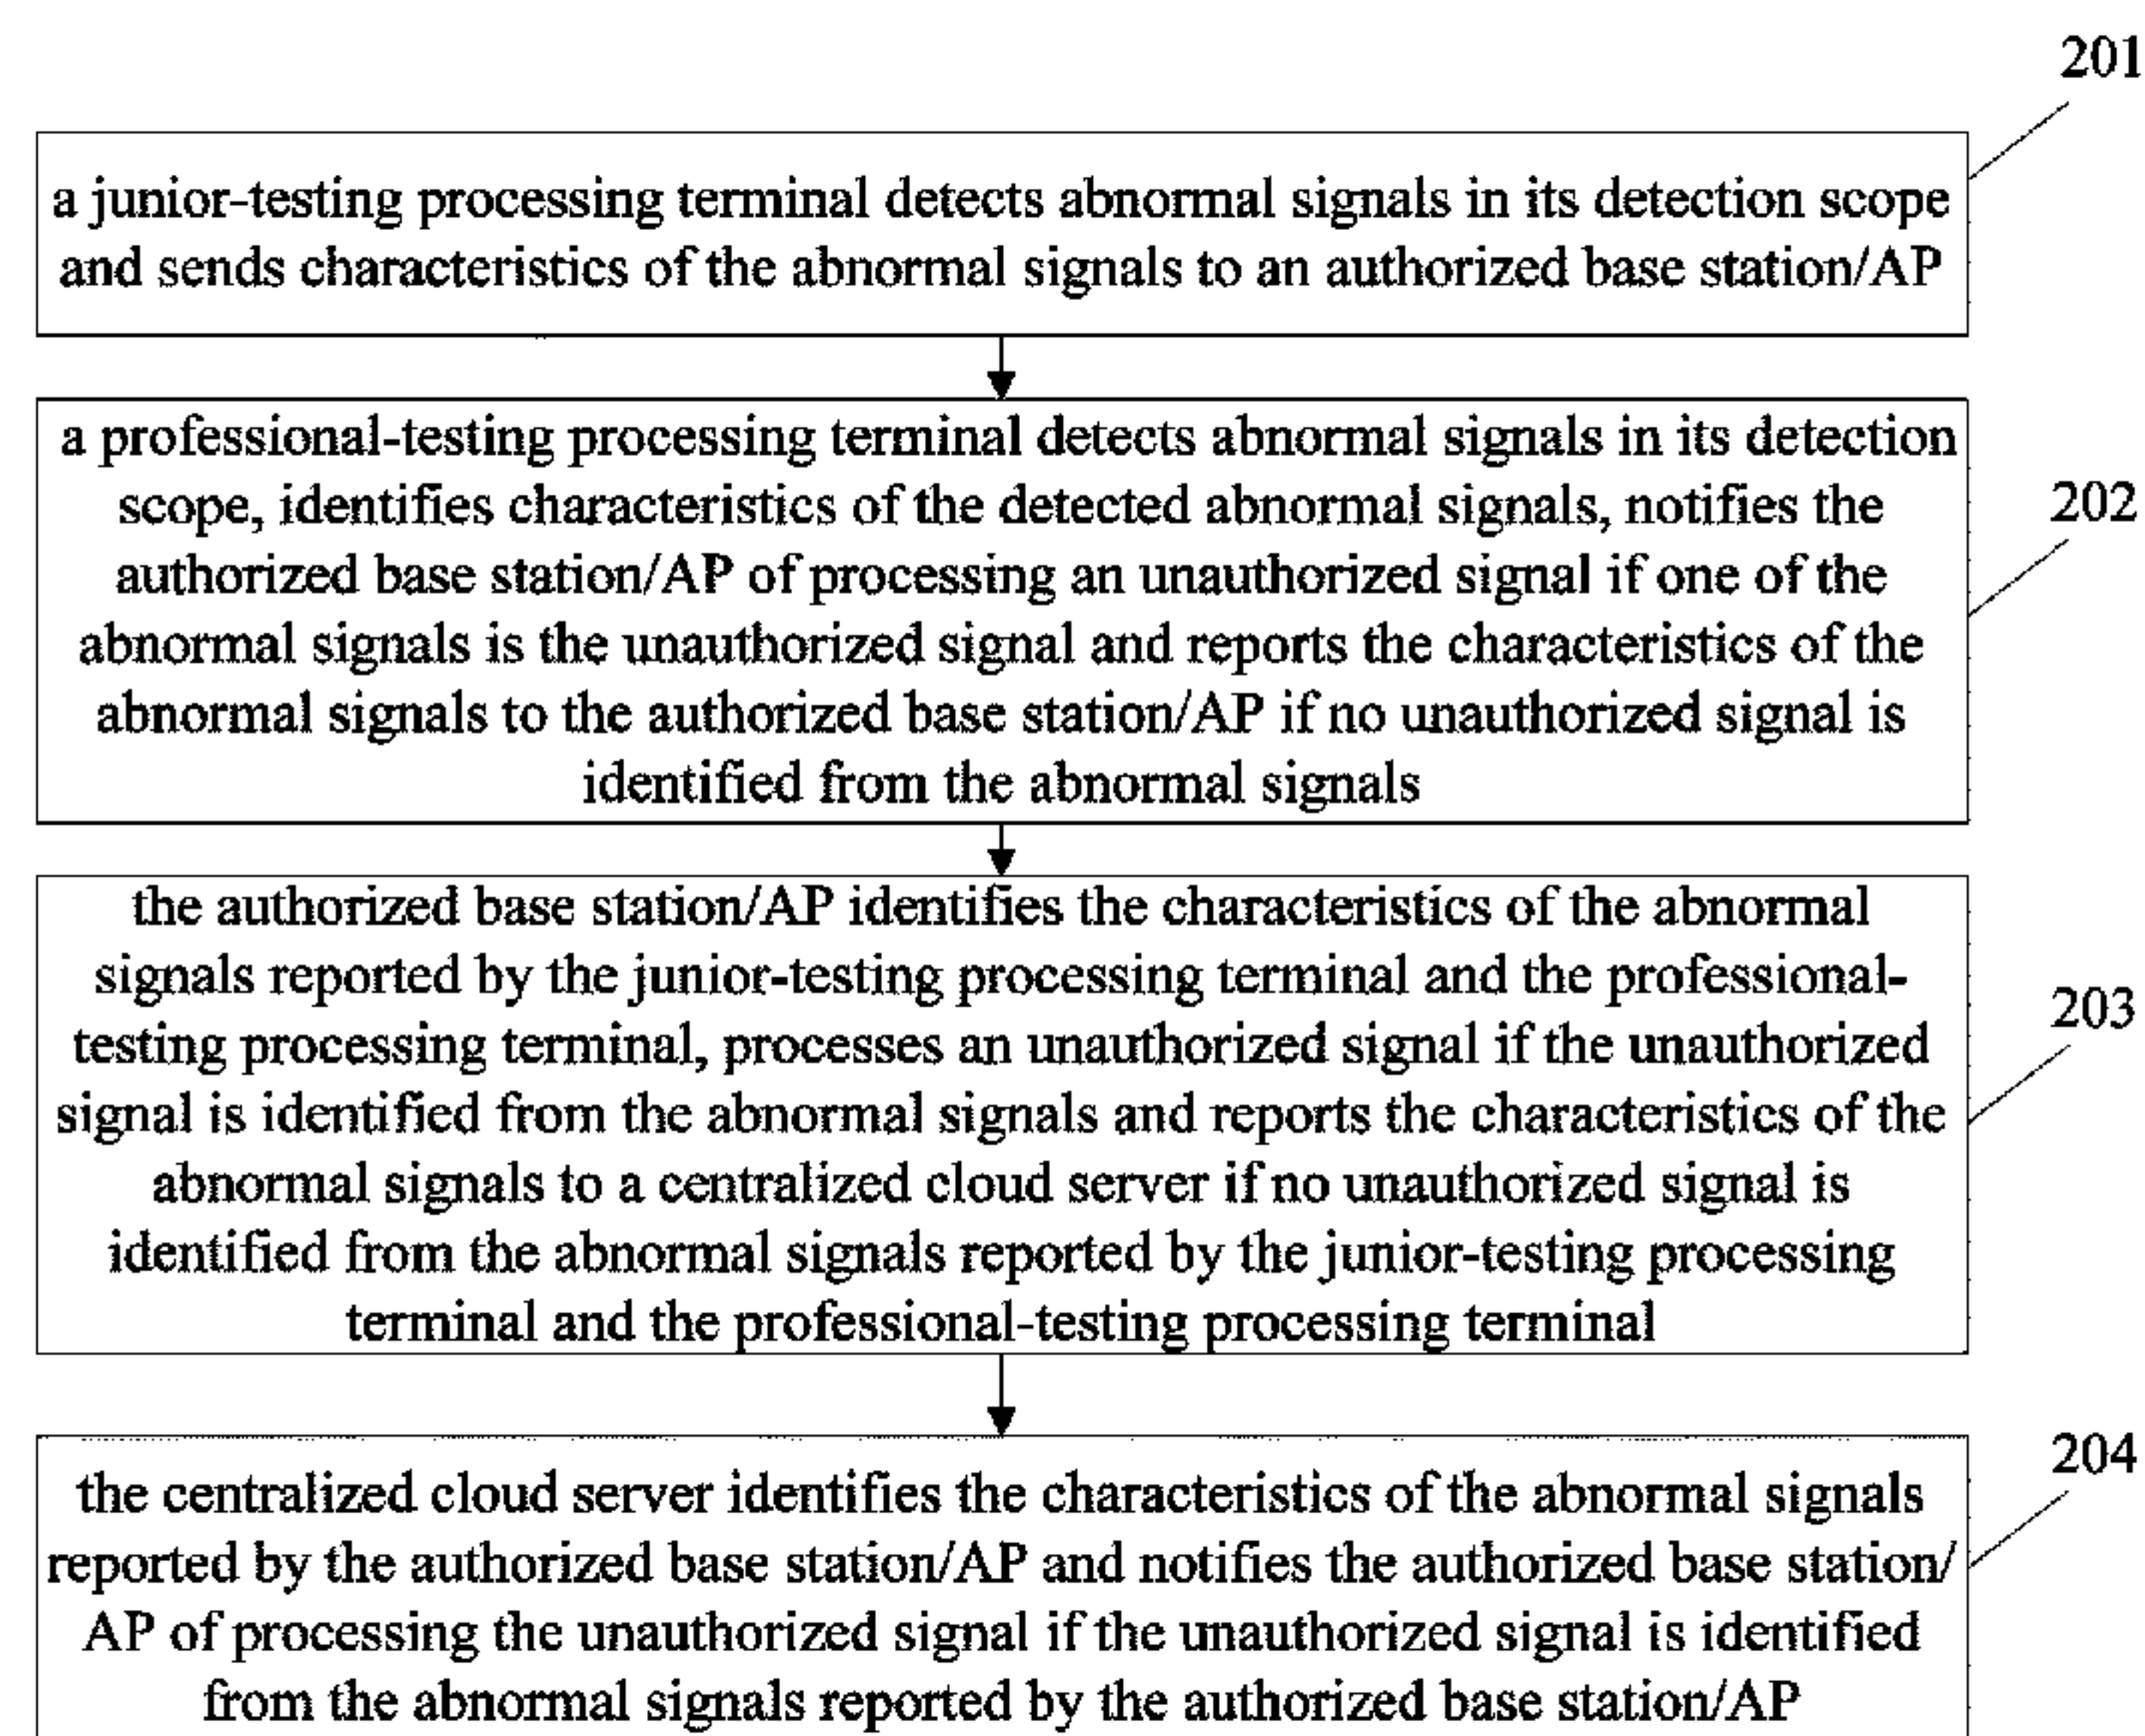 201
a junior-testing processing terminal detects abnormal signals in its detection scope
and sends characteristics of the abnormal signals to an authorized base station/AP
a professional-testing processing terminal detects abnormal signals in its detection
scope, identifies characteristics of the detected abnormal signals, notifies the
authorized base station/AP of processing an unauthorized signal if one of the
abnormal signals is the unauthorized signal and reports the characteristics of the
abnormal signals to the authorized base station/AP if no unauthorized signal is
identified from the abnormal signals
202
the authorized base station/AP identifies the characteristics of the abnormal
signals reported by the junior-testing processing terminal and the professional-
testing processing terminal, processes an unauthorized signal if the unauthorized
signal is identified from the abnormal signals and reports the characteristics of the
abnormal signals to a centralized cloud server if no unauthorized signal is
identified from the abnormal signals reported by the junior-testing processing
terminal and the professional-testing processing terminal
203
204
the centralized cloud server identifies the characteristics of the abnormal signals
reported by the authorized base station/AP and notifies the authorized base station/
AP of processing the unauthorized signal if the unauthorized signal is identified
from the abnormal signals reported by the authorized base station/AP